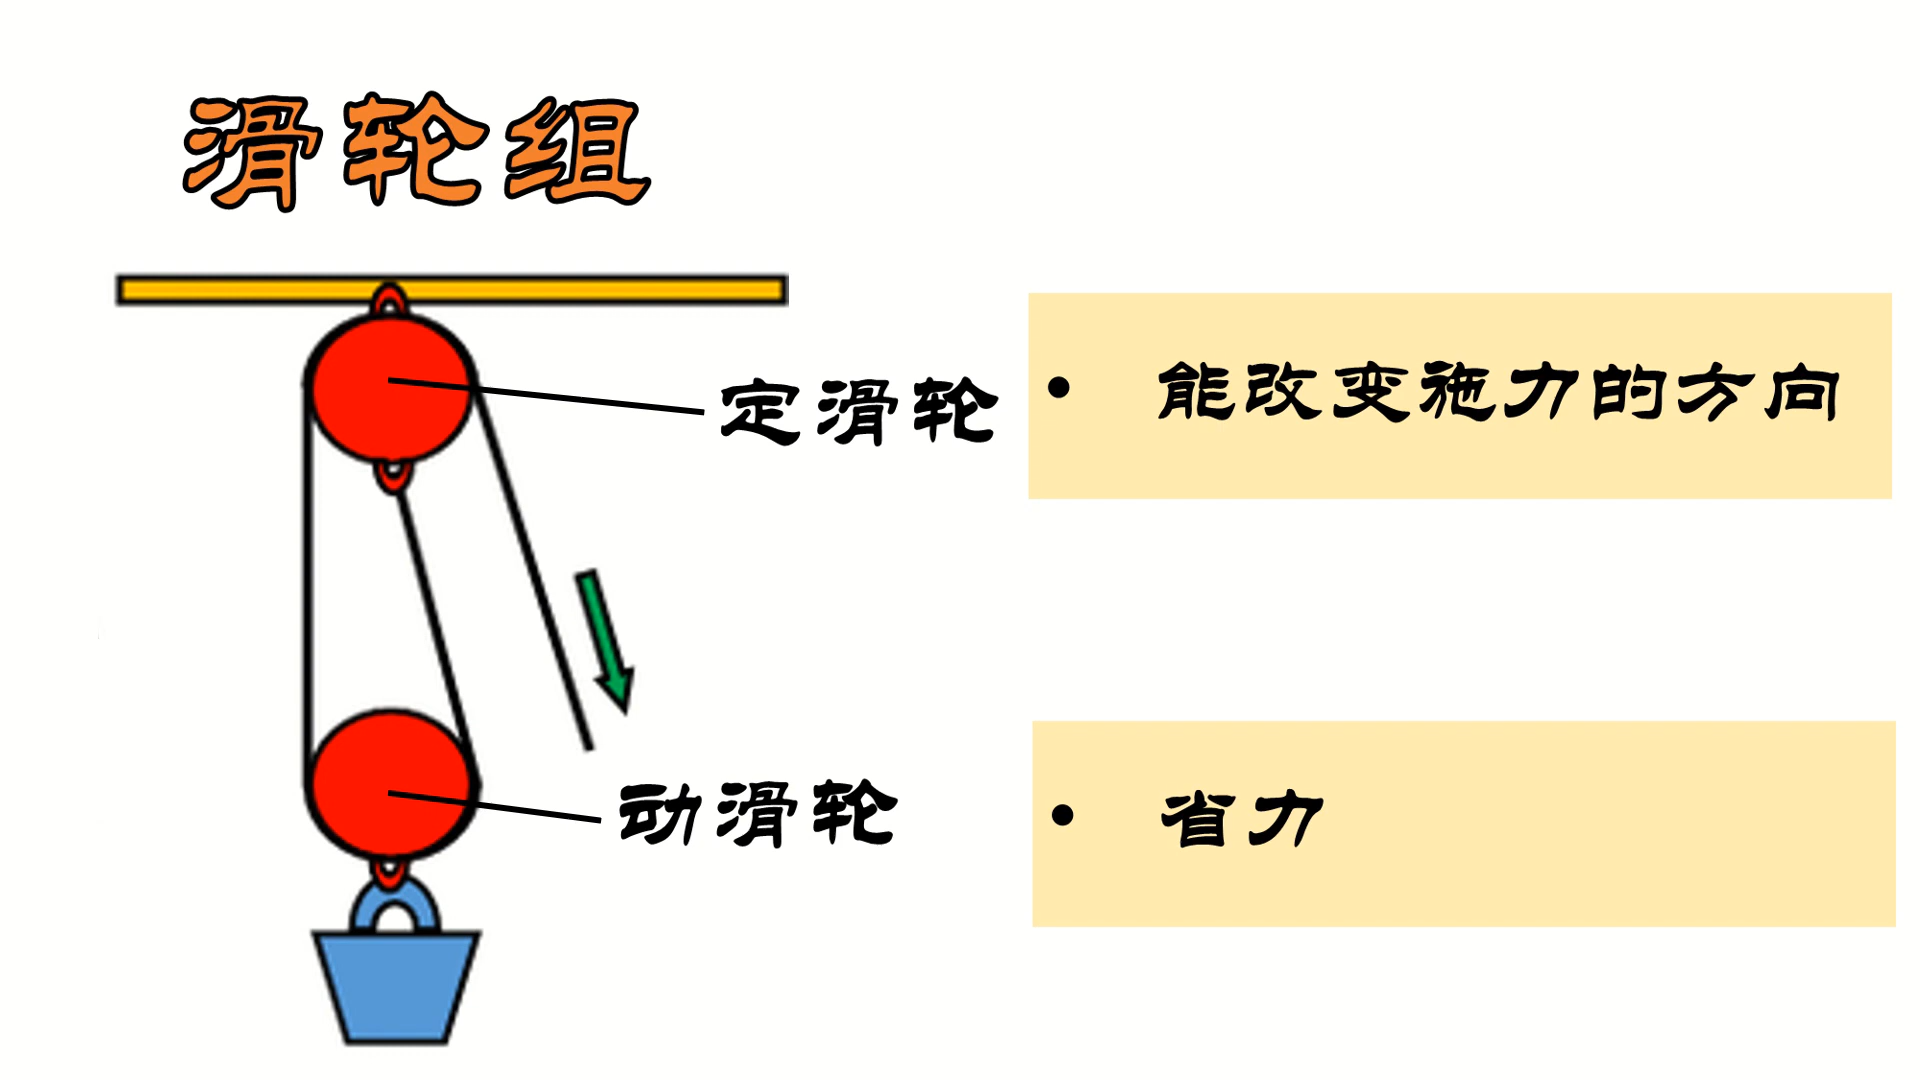 滑轮组
定滑轮
• 能改变施力的方向
动滑轮
• 省力